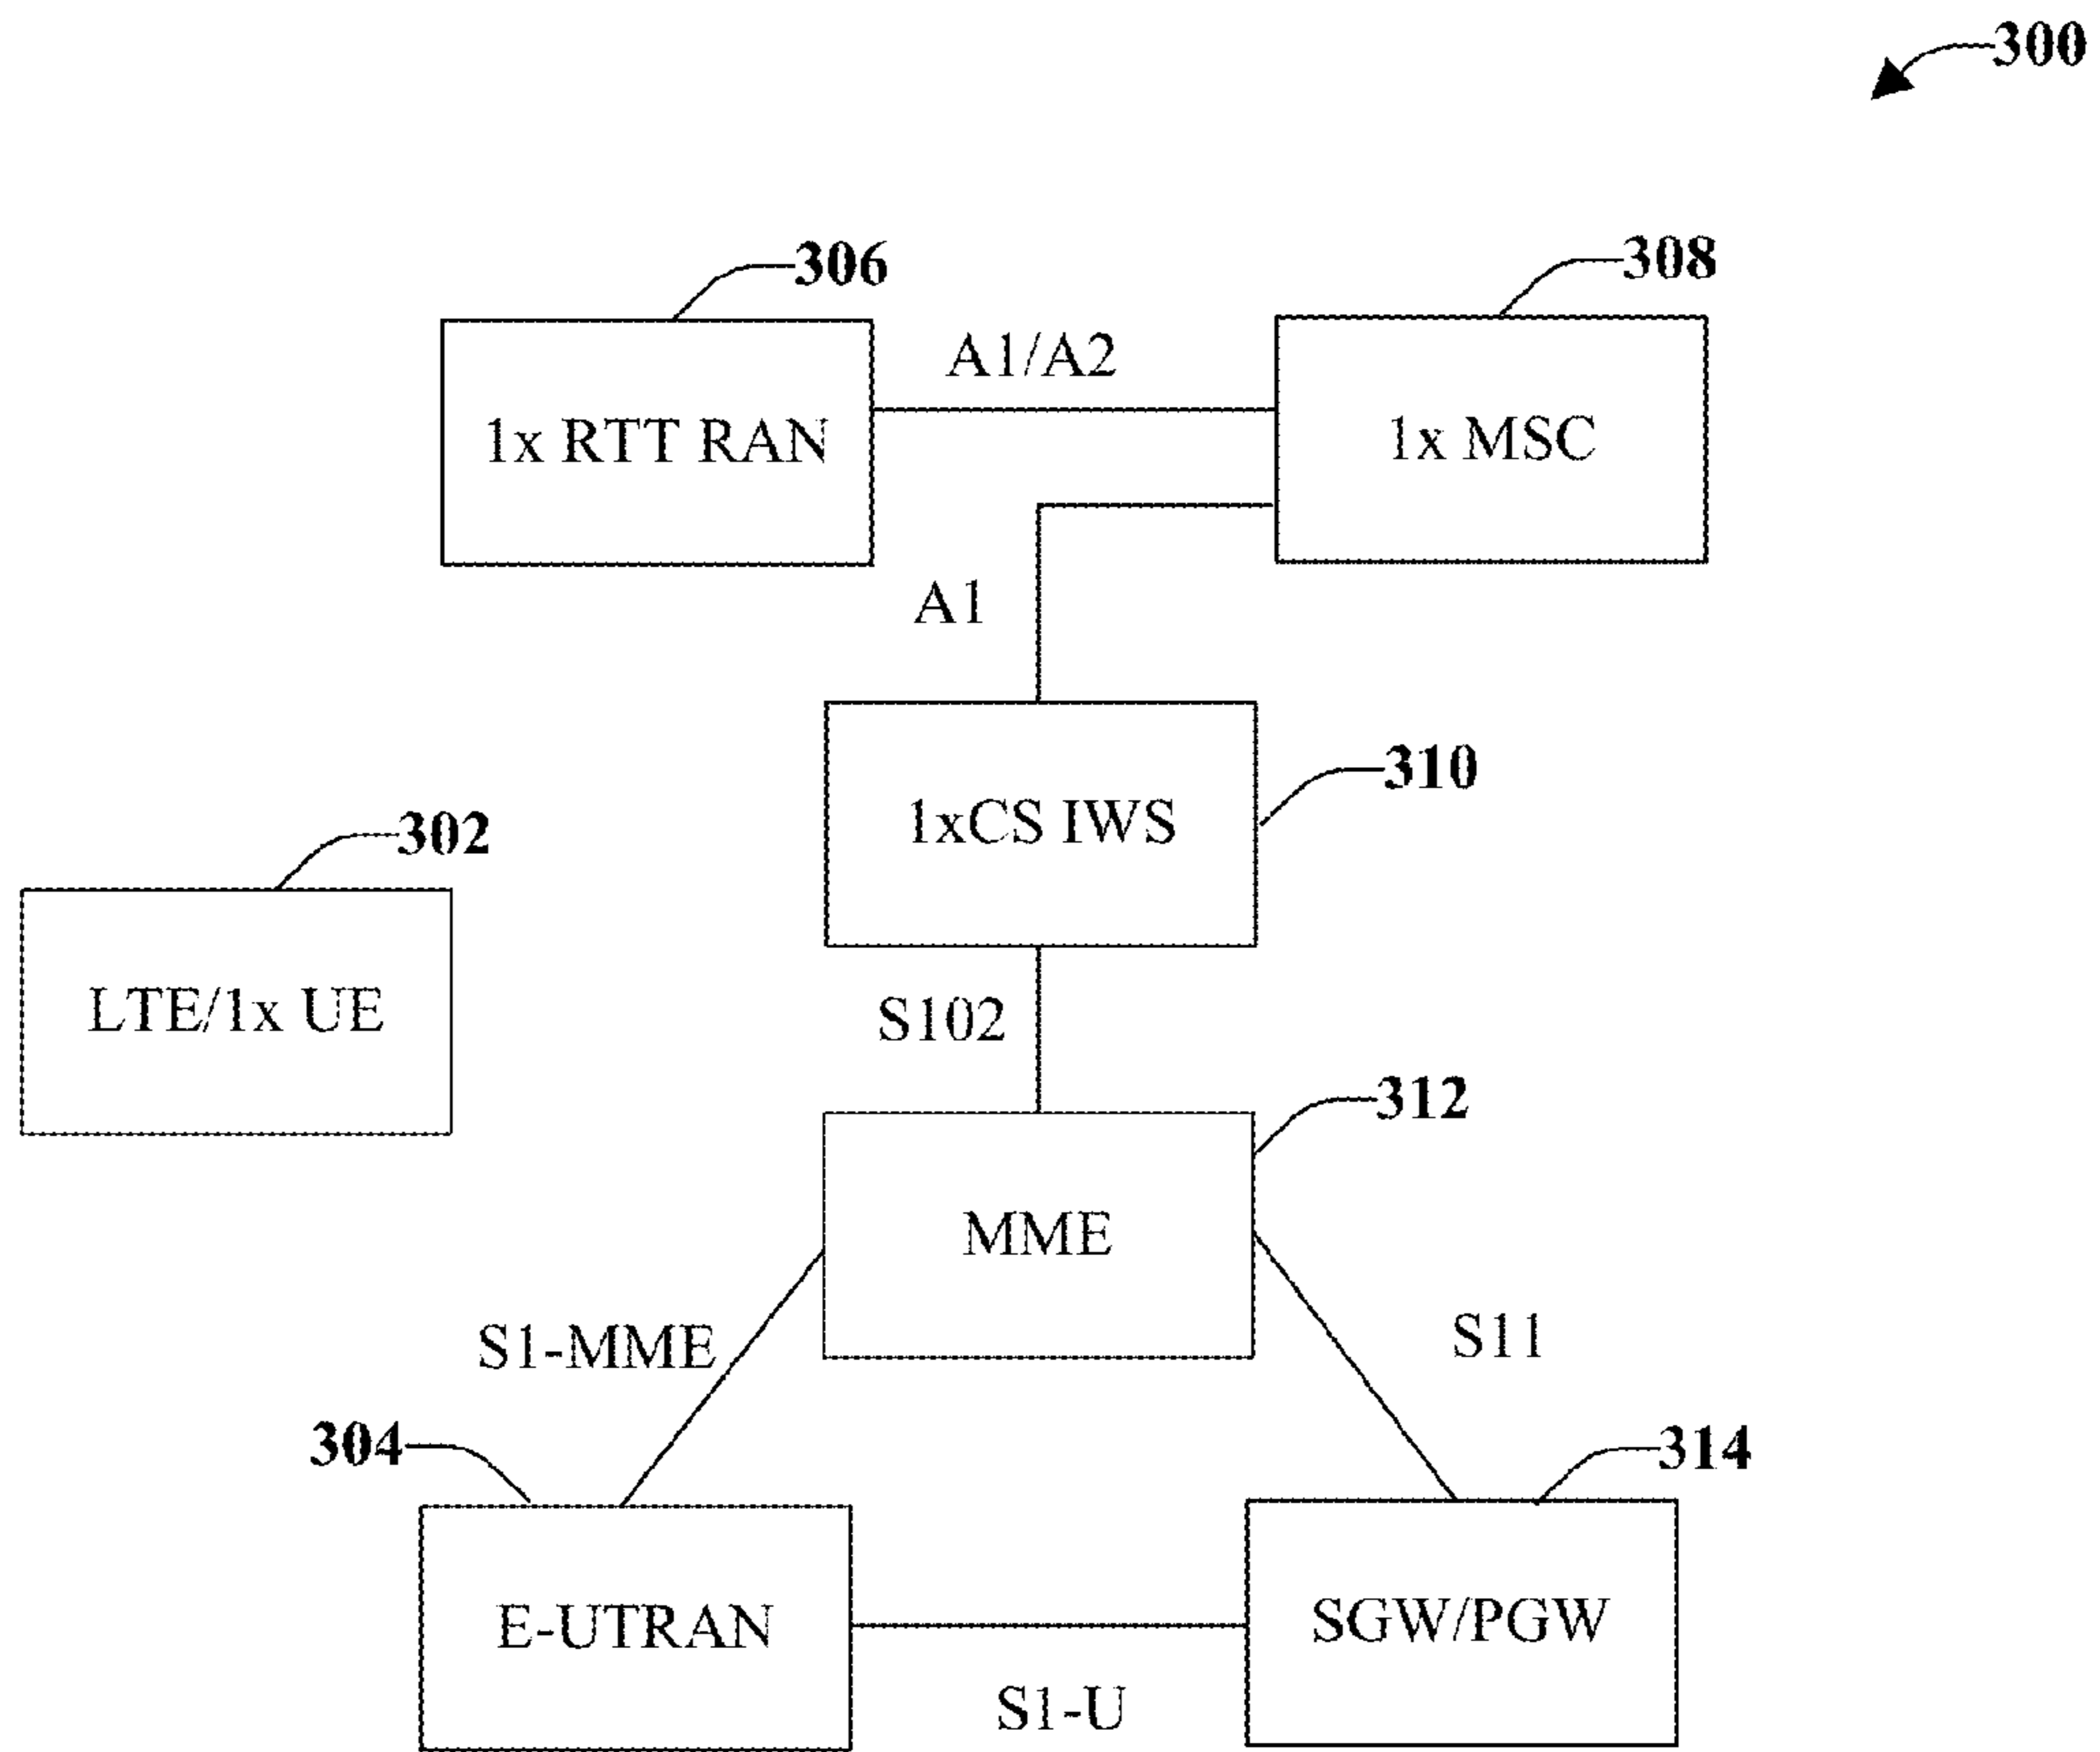 300
306
308
A1/A2
1x RTT RAN
1x MSC
A1
310
1xCS IWS
302
LTE/1x UE
S102
312
MME
S1-MME
S11
304
314
E-UTRAN
SGW/PGW
S1-U